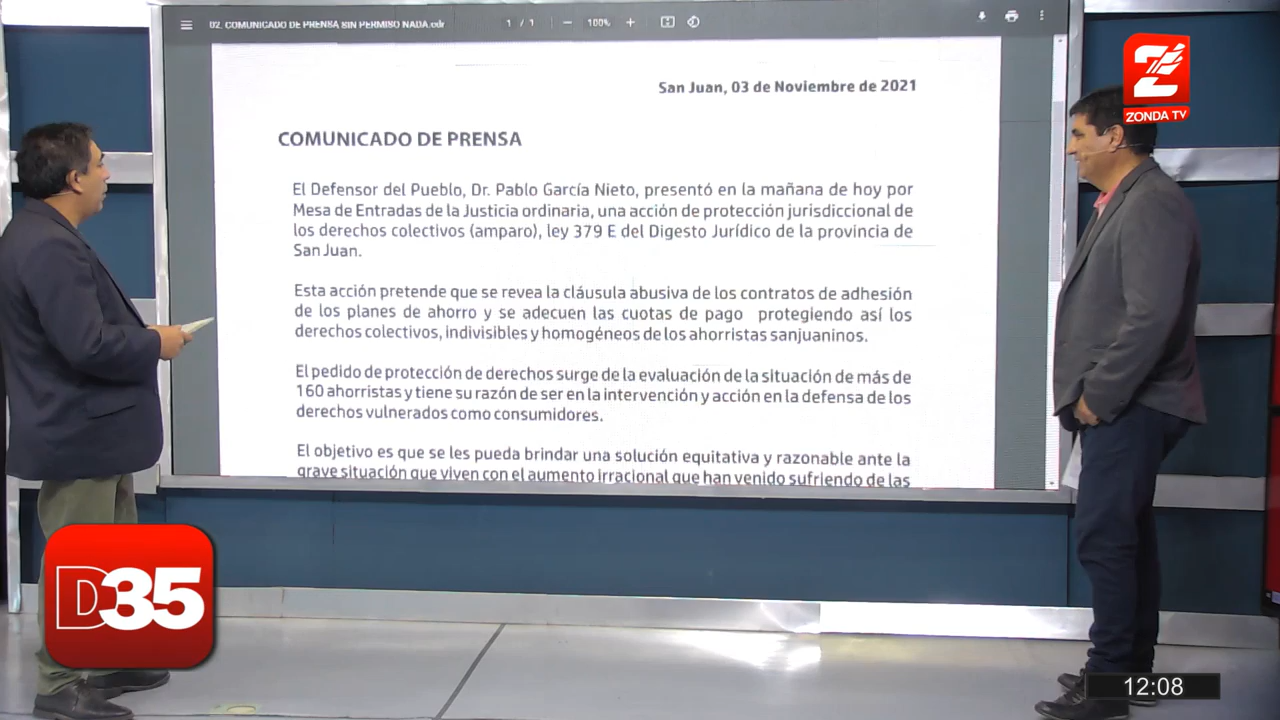 02. COMUNICADO DE PRENSA SIN PERMISO NADA.cdr
1 / 1
100%
San Juan, 03 de Noviembre de 2021
COMUNICADO DE PRENSA
El Defensor del Pueblo, Dr. Pablo García Nieto, presentó en la mañana de hoy por
Mesa de Entradas de la Justicia ordinaria, una acción de protección jurisdiccional de
los derechos colectivos (amparo), ley 379 E del Digesto Jurídico de la provincia de
San Juan.
Esta acción pretende que se revea la cláusula abusiva de los contratos de adhesión
de los planes de ahorro y se adecuen las cuotas de pago protegiendo así los
derechos colectivos, indivisibles y homogéneos de los ahorristas sanjuaninos.
El pedido de protección de derechos surge de la evaluación de la situación de más de
160 ahorristas y tiene su razón de ser en la intervención y acción en la defensa de los
derechos vulnerados como consumidores.
El objetivo es que se les pueda brindar una solución equitativa y razonable ante la
grave situación que viven con el aumento irracional que han venido sufriendo de las
Z
ZONDA TV
D35
12:08